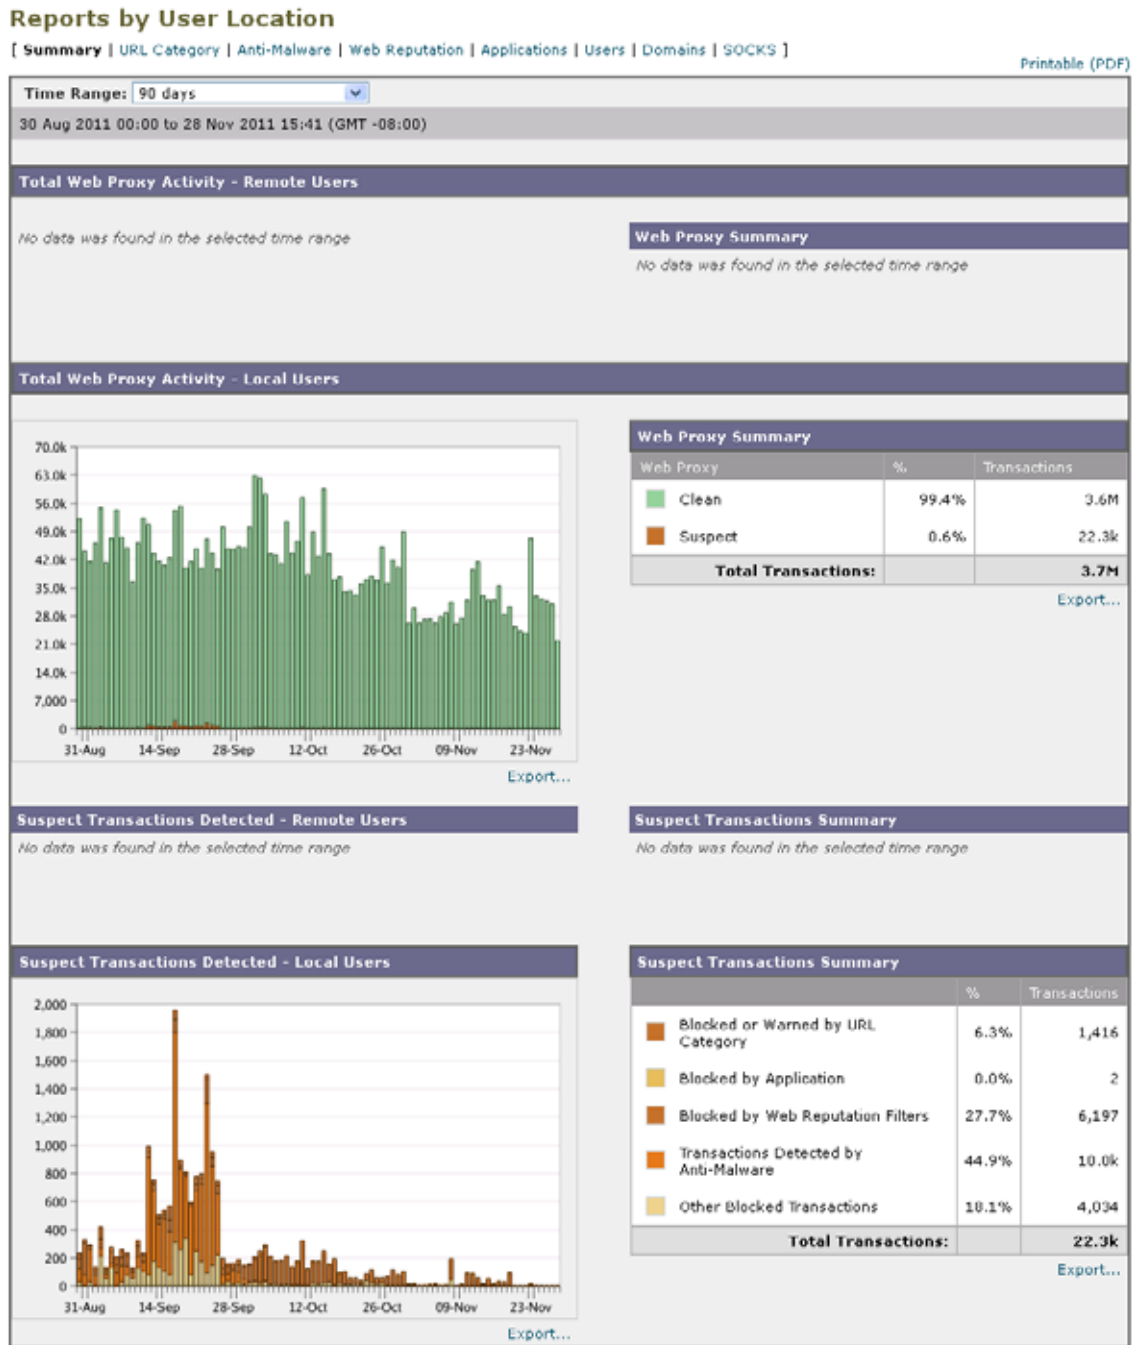 Reports by User Location
[ Summary | URL Category | Anti-Malware | Web Reputation | Applications | Users | Domains | SOCKS ]
Printable (PDF)
Time Range: 90 days
30 Aug 2011 00:00 to 28 Nov 2011 15:41 (GMT -08:00)
Total Web Proxy Activity - Remote Users
No data was found in the selected time range
Web Proxy Summary
No data was found in the selected time range
Total Web Proxy Activity - Local Users
70.0k
63.0k
56.0k
49.0k
42.0k
35.0k
28.0k
21.0k
14.0k
7,000
0
31-Aug 14-Sep 28-Sep 12-Oct 26-Oct 09-Nov 23-Nov
Export...
Web Proxy Summary
Web Proxy % Transactions
Clean 99.4% 3.6M
Suspect 0.6% 22.3k
Total Transactions: 3.7M
Export...
Suspect Transactions Detected - Remote Users
No data was found in the selected time range
Suspect Transactions Summary
No data was found in the selected time range
Suspect Transactions Detected - Local Users
2,000
1,800
1,600
1,400
1,200
1,000
800
600
400
200
0
31-Aug 14-Sep 28-Sep 12-Oct 26-Oct 09-Nov 23-Nov
Export...
Suspect Transactions Summary
% Transactions
Blocked or Warned by URL
Category 6.3% 1,416
Blocked by Application 0.0% 2
Blocked by Web Reputation Filters 27.7% 6,197
Transactions Detected by
Anti-Malware 44.9% 10.0k
Other Blocked Transactions 18.1% 4,034
Total Transactions: 22.3k
Export...